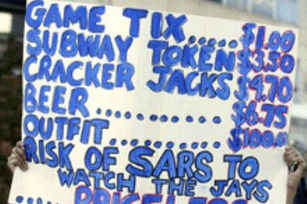 GAME TIX.....$1.00
SUBWAY TOKEN $3.50
CRACKER JACKS $4.70
BEER............$6.75
OUTFIT..........$100.11
RISK OF SARS TO
WATCH THE JAYS
PRICELESS